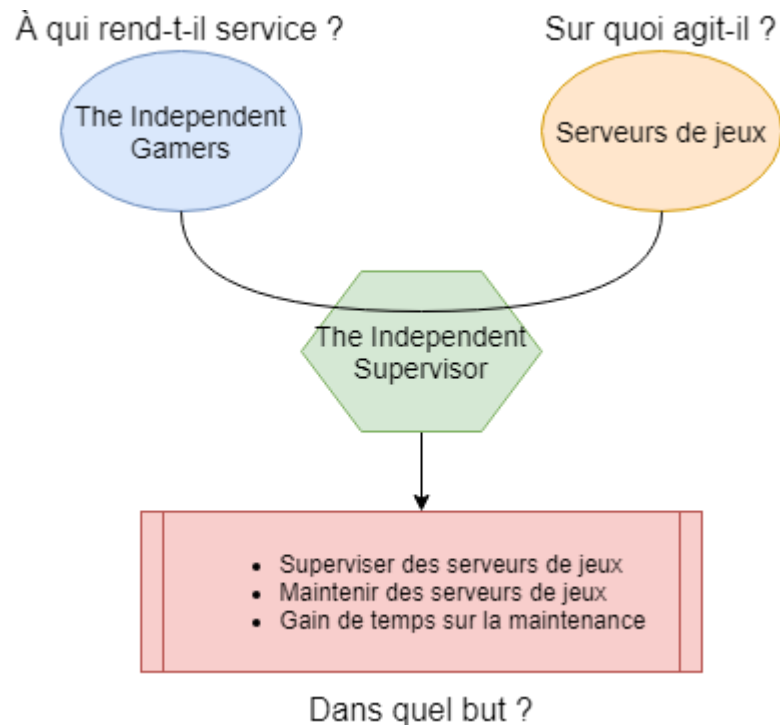 À qui rend-t-il service ?
Sur quoi agit-il ?
The Independent
Gamers
Serveurs de jeux
The Independent
Supervisor
• Superviser des serveurs de jeux
• Maintenir des serveurs de jeux
• Gain de temps sur la maintenance
Dans quel but ?